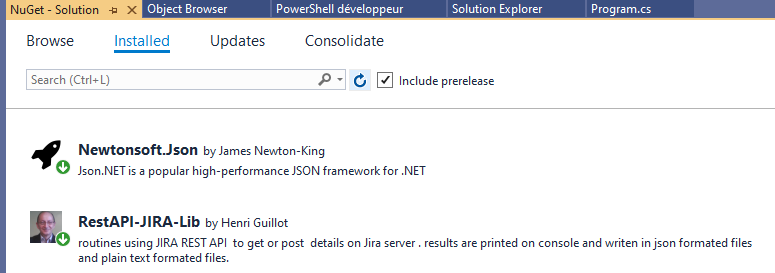 NuGet - Solution Object Browser PowerShell développeur Solution Explorer Program.cs
Browse Installed Updates Consolidate
Search (Ctrl+L) Include prerelease
Newtonsoft.Json by James Newton-King
Json.NET is a popular high-performance JSON framework for .NET
RestAPI-JIRA-Lib by Henri Guillot
routines using JIRA REST API to get or post details on Jira server . results are printed on console and writen in json formated files
and plain text formated files.